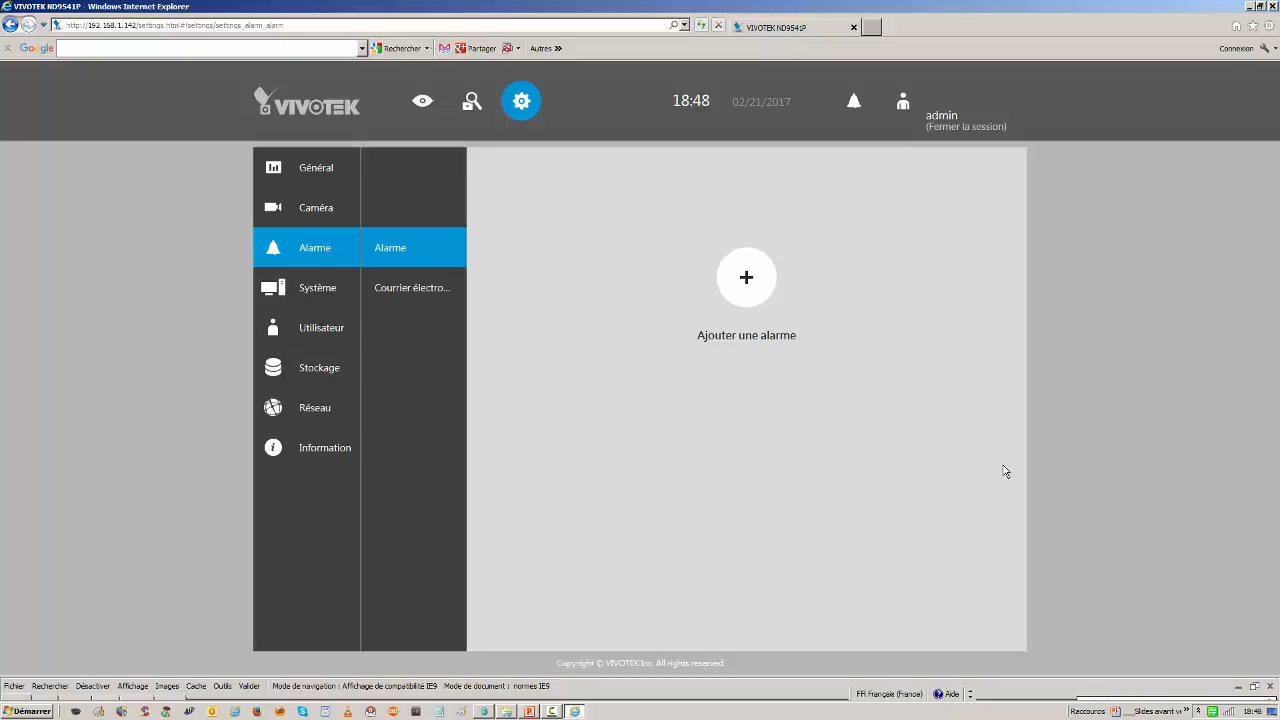 VIVOTEK ND9541P - Windows Internet Explorer
http://192.168.1.142/settings.html#!settings/settings_alarm_alarm
VIVOTEK ND9541P
Google
Rechercher
Partager
Autres »
Connexion
VIVOTEK
18:48
02/21/2017
admin
(Fermer la session)
Général
Caméra
Alarme
Alarme
Système
Courrier électro...
Utilisateur
Stockage
Réseau
Information
Ajouter une alarme
Copyright © VIVOTEK Inc. All rights reserved
Fichier Rechercher Désactiver Affichage Images Cache Outils Valider Mode de navigation : Affichage de compatibilité IE9 Mode de document : normes IE9
FR Français (France)
Aide
Démarrer
Raccourcis
_Slides avant v
18:48